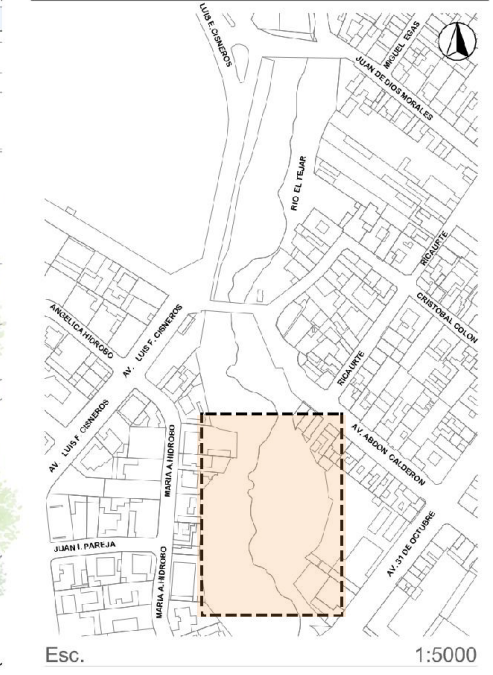 LUIS F. CISNEROS
MIGUEL EGAS
JUAN DE DIOS MORALES
RIO EL TEJAR
RICAURTE
CRISTOBAL COLON
ANGELICA HIDROBO
AV. LUIS F. CISNEROS
RICAURTE
AV. LUIS F. CISNEROS
MARIA A. HIDROBO
AV. ABDON CALDERON
AV. 31 DE OCTUBRE
JUAN I. PAREJA
MARIA A. HIDROBO
Esc. 1:5000